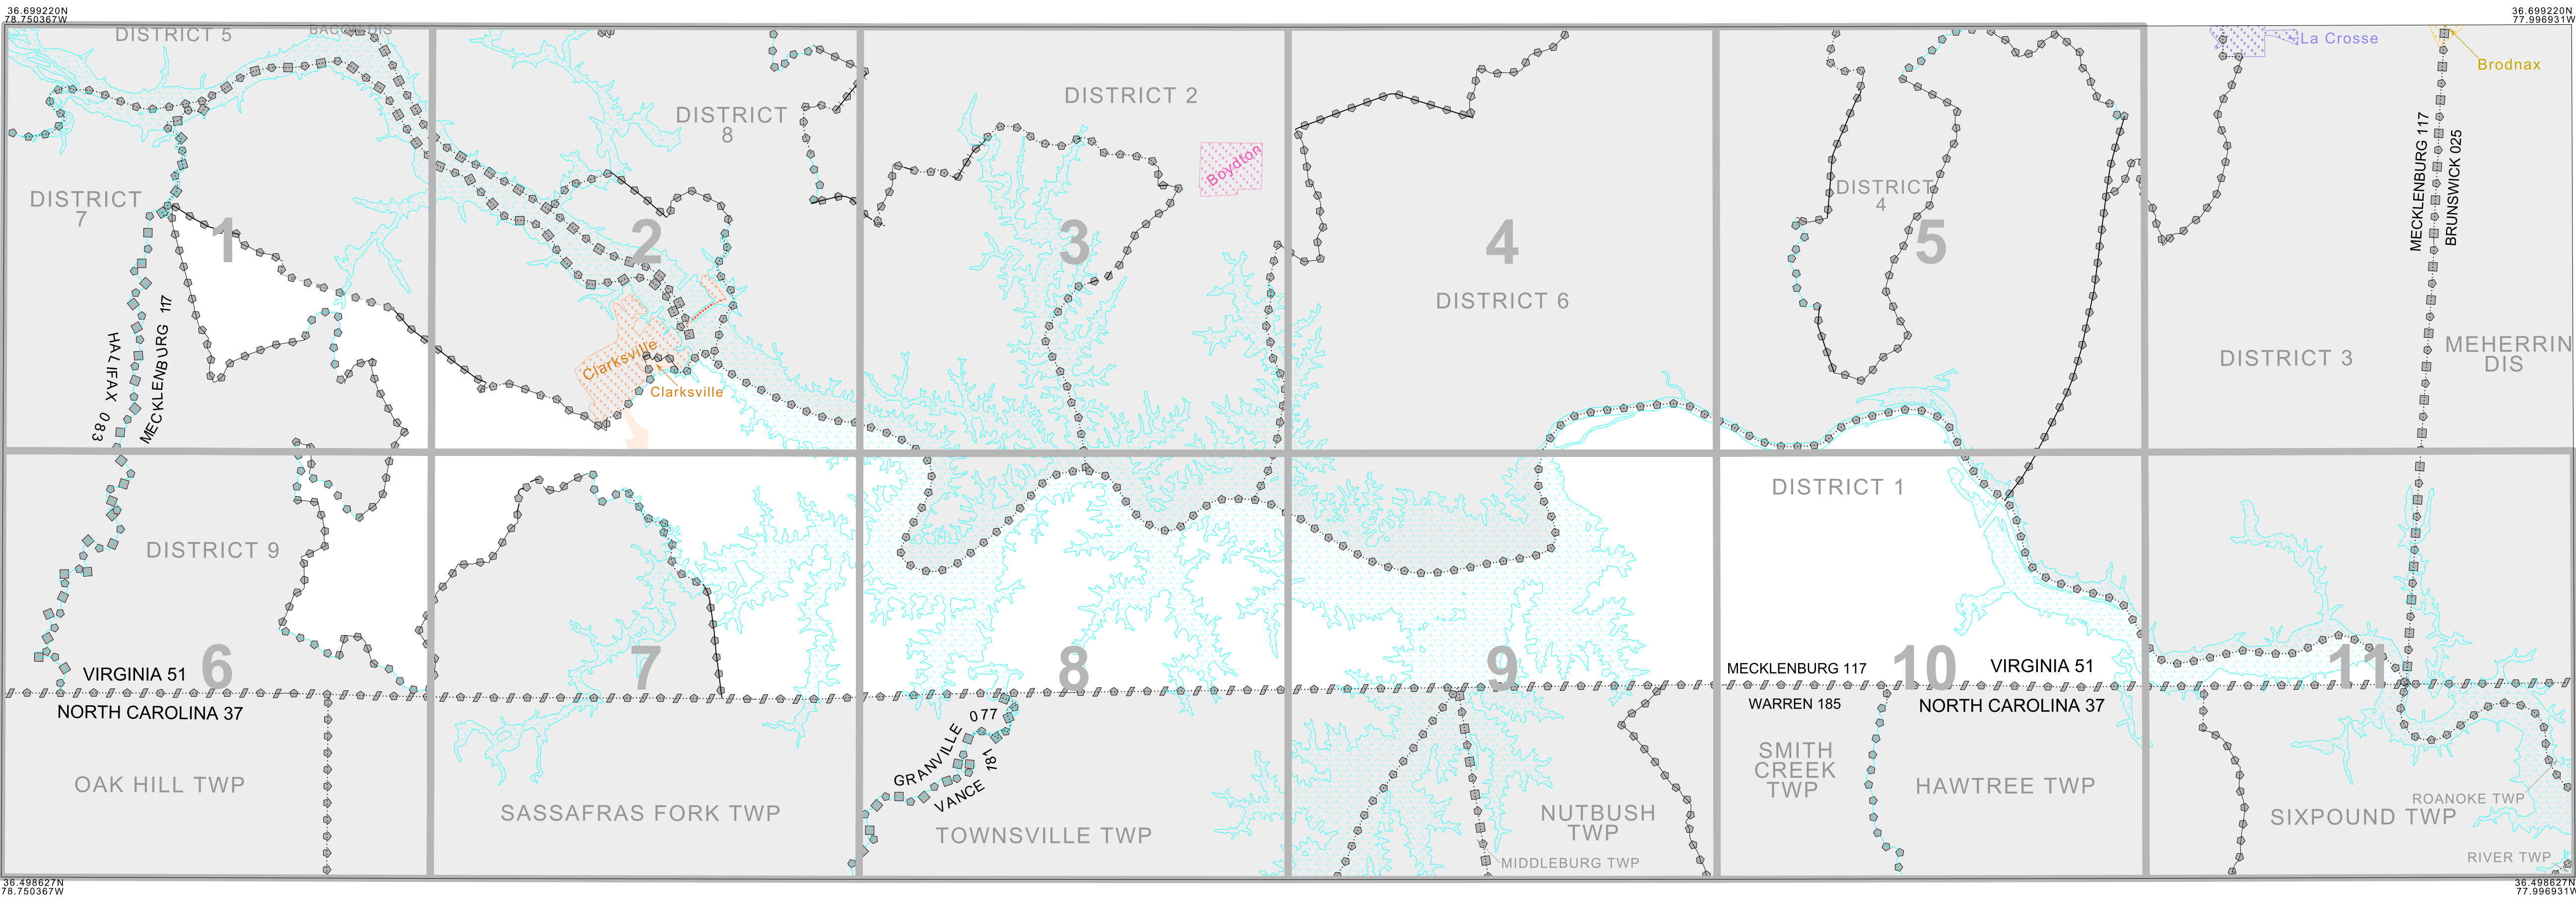 36.699220N
78.750367W
36.699220N
77.996931W
DISTRICT 5
BACON DIS
La Crosse
Brodnax
DISTRICT 2
DISTRICT
8
Boydton
MECKLENBURG 117
BRUNSWICK 025
DISTRICT
7
DISTRICT
4
1
2
3
4
5
DISTRICT 6
HALIFAX 083
MECKLENBURG 117
Clarksville
Clarksville
DISTRICT 3
MEHERRIN
DIS
DISTRICT 1
DISTRICT 9
6
7
8
9
10
11
VIRGINIA 51
NORTH CAROLINA 37
MECKLENBURG 117
WARREN 185
VIRGINIA 51
NORTH CAROLINA 37
GRANVILLE 077
VANCE 181
OAK HILL TWP
SASSAFRAS FORK TWP
TOWNSVILLE TWP
NUTBUSH
TWP
MIDDLEBURG TWP
SMITH
CREEK
TWP
HAWTREE TWP
SIXPOUND TWP
ROANOKE TWP
RIVER TWP
36.498627N
78.750367W
36.498627N
77.996931W